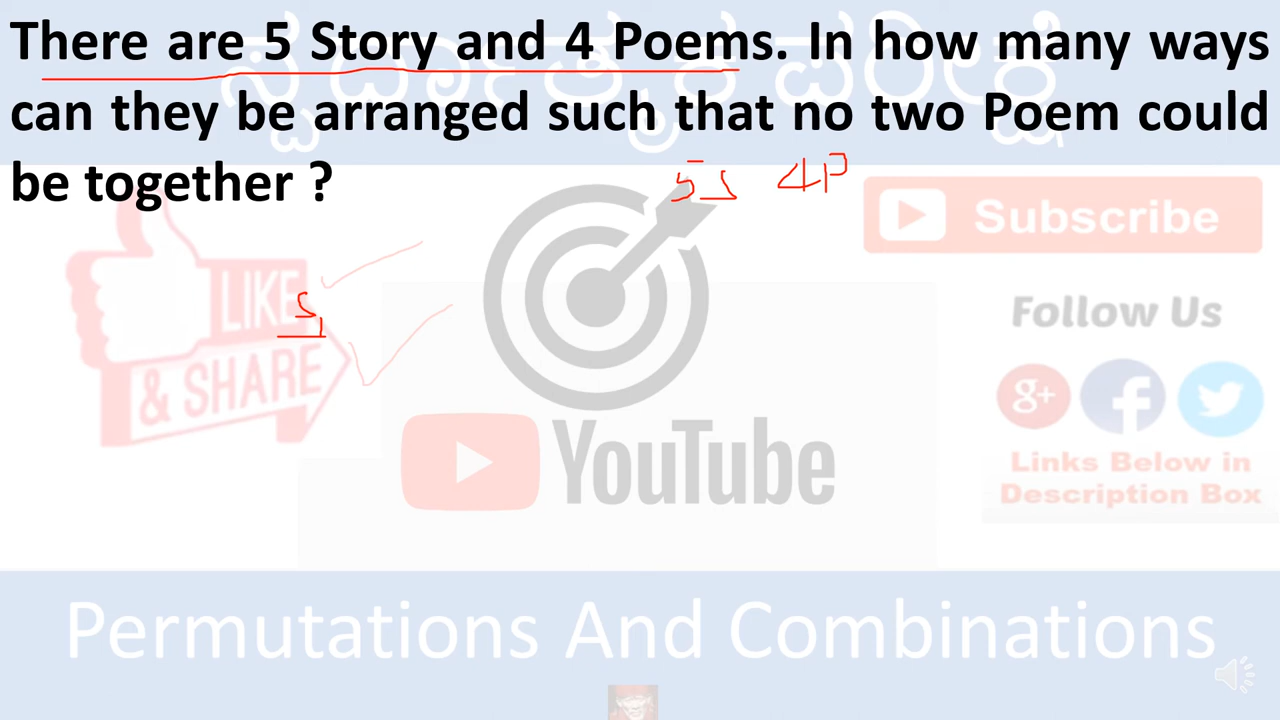 There are 5 Story and 4 Poems. In how many ways
can they be arranged such that no two Poem could
be together ?
5S 4P
Subscribe
LIKE
S1
& SHARE
Follow Us
g+ f
YouTube
Links Below in
Description Box
Permutations And Combinations